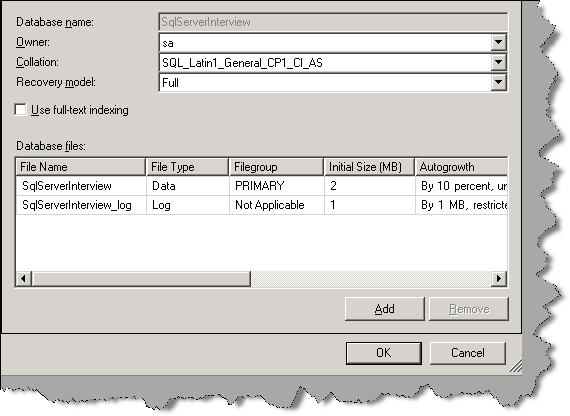 Database name: SqlServerInterview
Owner: sa
Collation: SQL_Latin1_General_CP1_CI_AS
Recovery model: Full
Use full-text indexing
Database files:
File Name File Type Filegroup Initial Size (MB) Autogrowth
SqlServerInterview Data PRIMARY 2 By 10 percent, un
SqlServerInterview_log Log Not Applicable 1 By 1 MB, restricte
Add Remove
OK Cancel